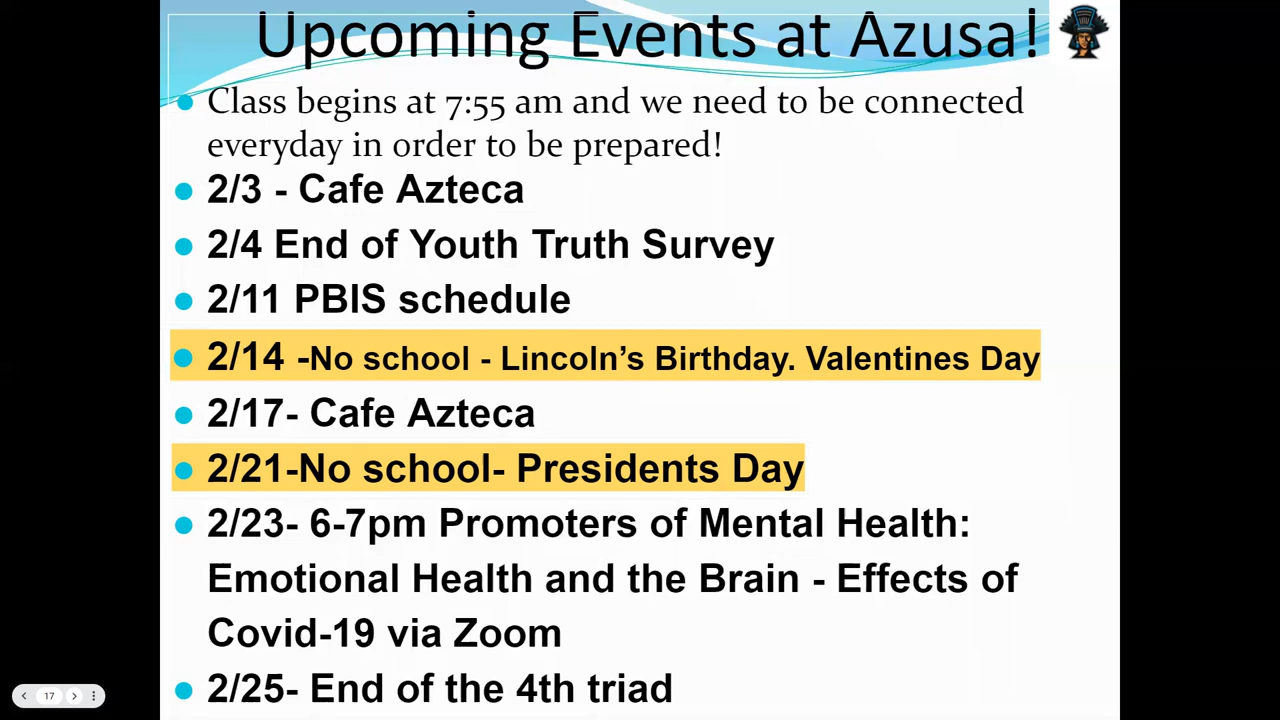 Upcoming Events at Azusa!
Class begins at 7:55 am and we need to be connected
everyday in order to be prepared!
2/3 - Cafe Azteca
2/4 End of Youth Truth Survey
2/11 PBIS schedule
2/14 -No school - Lincoln’s Birthday. Valentines Day
2/17- Cafe Azteca
2/21-No school- Presidents Day
2/23- 6-7pm Promoters of Mental Health:
Emotional Health and the Brain - Effects of
Covid-19 via Zoom
2/25- End of the 4th triad
17